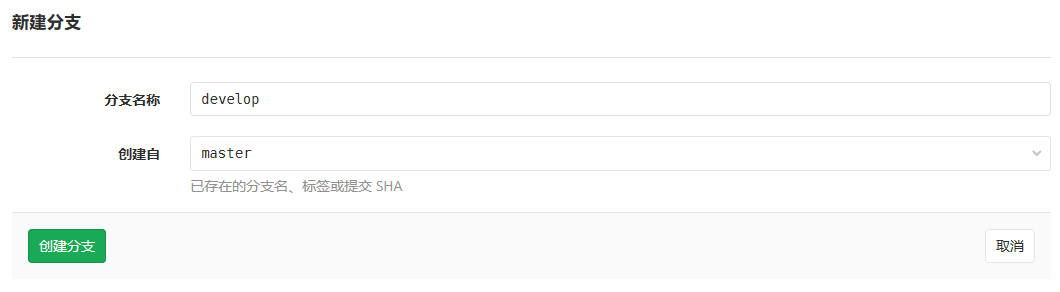 新建分支
分支名称
develop
创建自
master
已存在的分支名、标签或提交 SHA
创建分支
取消